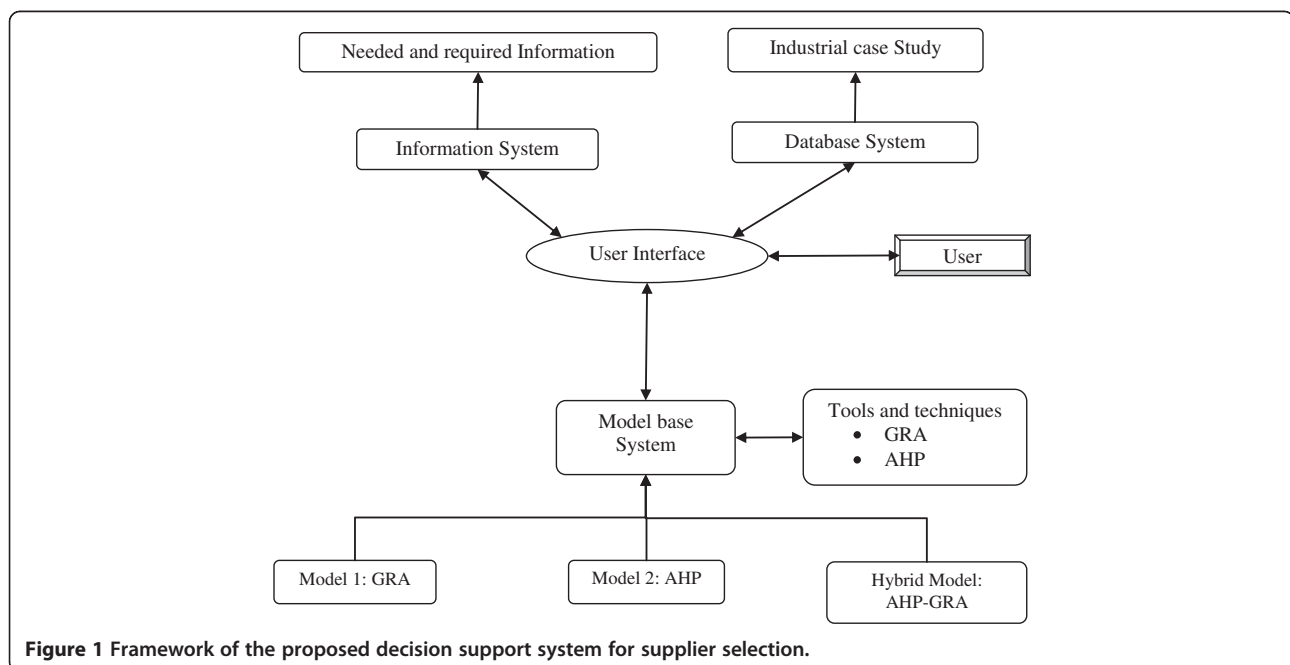 Needed and required Information
Industrial case Study
Information System
Database System
User Interface
User
Model base
System
Tools and techniques
• GRA
• AHP
Model 1: GRA
Model 2: AHP
Hybrid Model:
AHP-GRA
Figure 1 Framework of the proposed decision support system for supplier selection.